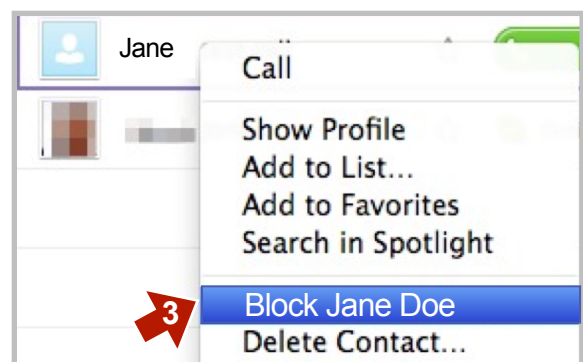 Jane
Call
Show Profile
Add to List...
Add to Favorites
Search in Spotlight
3
Block Jane Doe
Delete Contact...